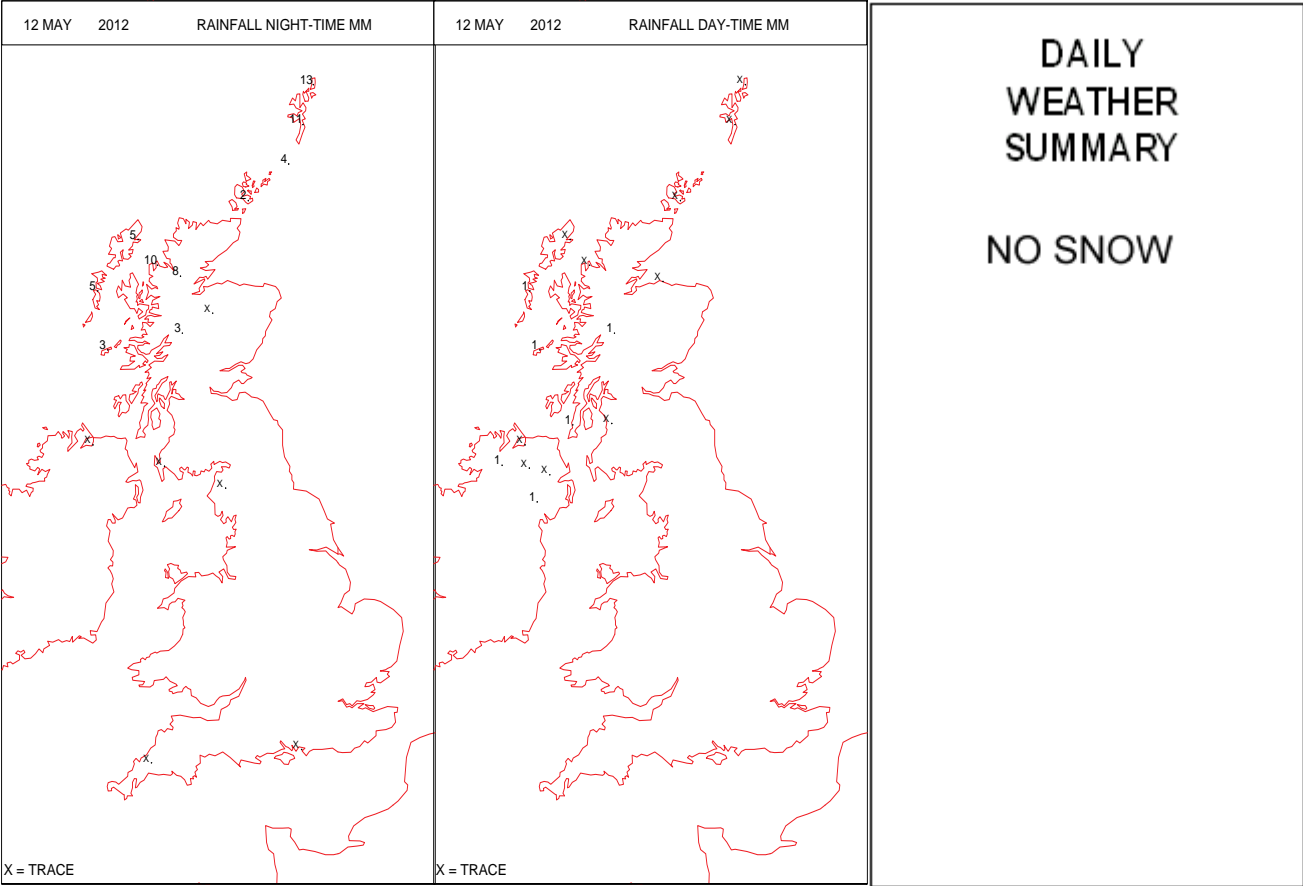 12 MAY 2012 RAINFALL NIGHT-TIME MM
13
11
4
2
5
10
8
5
X
3
3
X
X
X
X
X
X = TRACE
12 MAY 2012 RAINFALL DAY-TIME MM
X
X
X
X
X
X
1
1
1
1
X
X
1
X
X
1
X = TRACE
DAILY
WEATHER
SUMMARY
NO SNOW